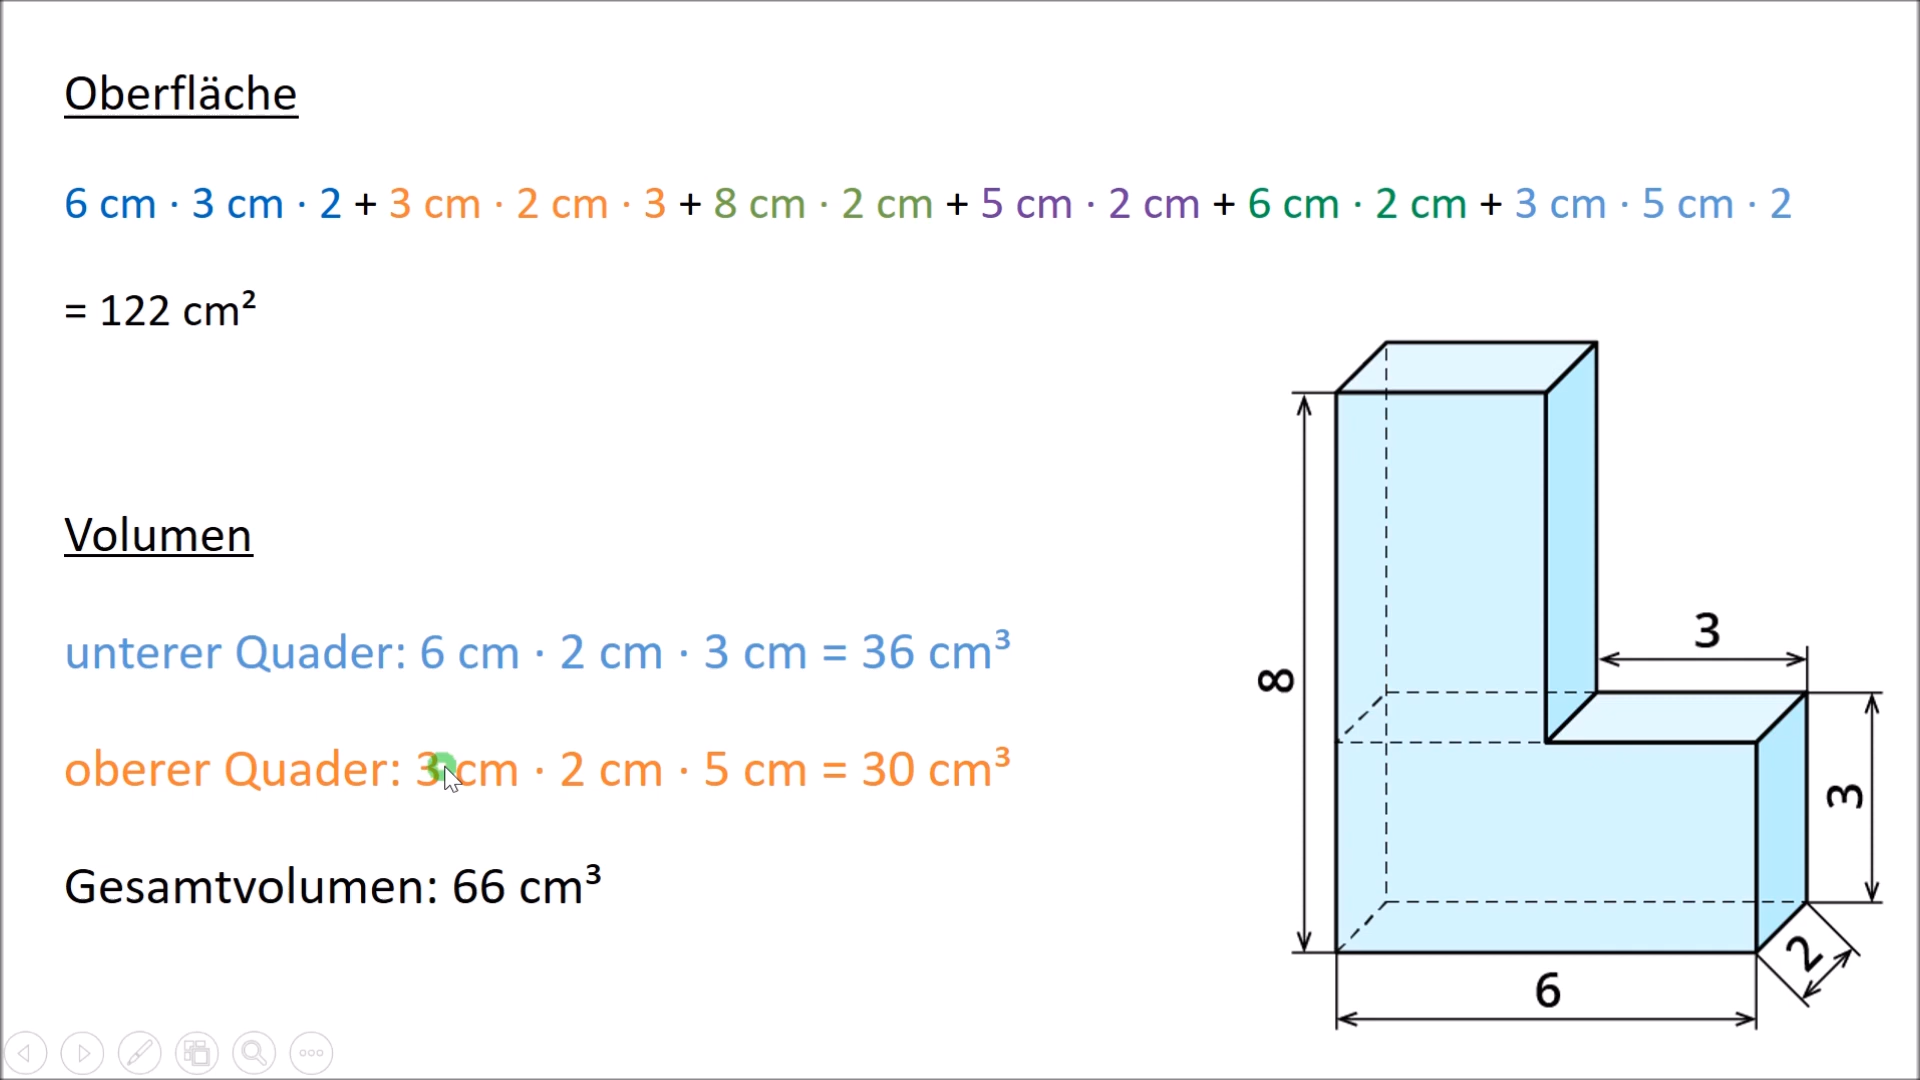 Oberfläche
6 cm · 3 cm · 2 + 3 cm · 2 cm · 3 + 8 cm · 2 cm + 5 cm · 2 cm + 6 cm · 2 cm + 3 cm · 5 cm · 2
= 122 cm²
Volumen
unterer Quader: 6 cm · 2 cm · 3 cm = 36 cm³
oberer Quader: 3 cm · 2 cm · 5 cm = 30 cm³
Gesamtvolumen: 66 cm³
3
8
3
2
6